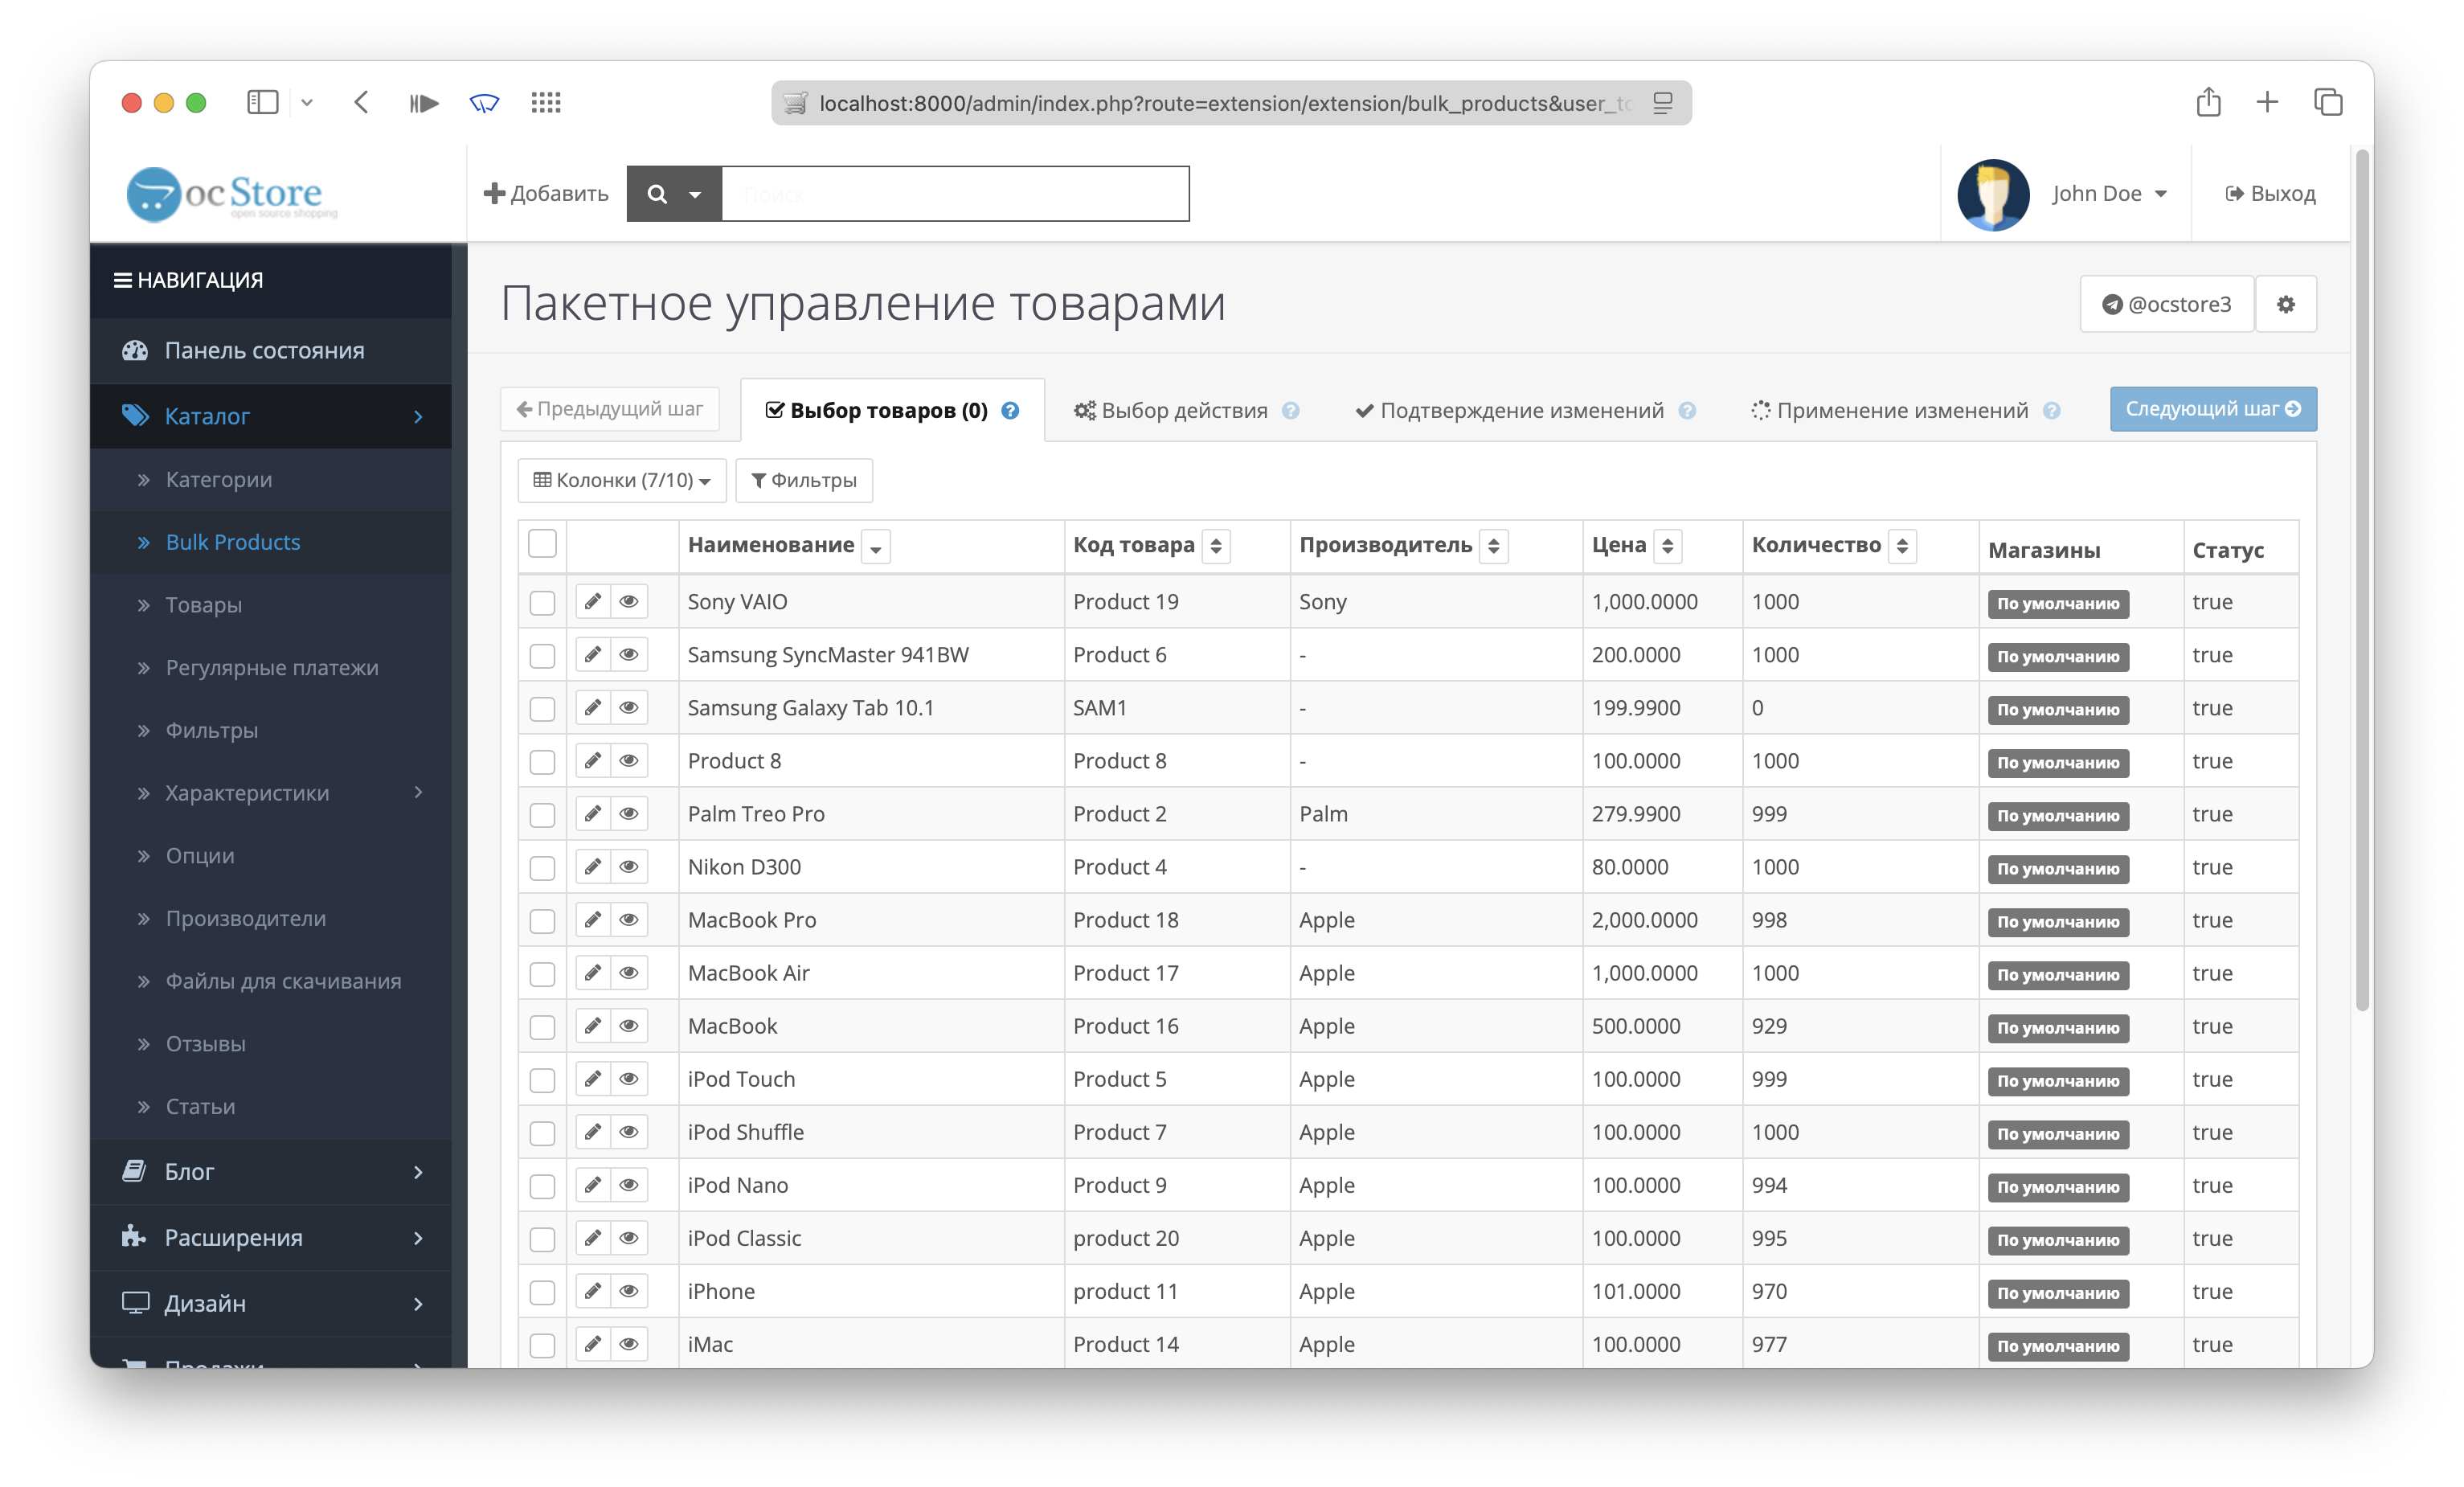 localhost:8000/admin/index.php?route=extension/extension/bulk_products&user_to
ocStore
open source shopping
Добавить
Поиск
John Doe
Выход
НАВИГАЦИЯ
Панель состояния
Каталог
Категории
Bulk Products
Товары
Регулярные платежи
Фильтры
Характеристики
Опции
Производители
Файлы для скачивания
Отзывы
Статьи
Блог
Расширения
Дизайн
Продажи
Пакетное управление товарами
@ocstore3
Предыдущий шаг
Выбор товаров (0)
Выбор действия
Подтверждение изменений
Применение изменений
Следующий шаг
Колонки (7/10)
Фильтры
Наименование Код товара Производитель Цена Количество Магазины Статус
Sony VAIO Product 19 Sony 1,000.0000 1000 По умолчанию true
Samsung SyncMaster 941BW Product 6 - 200.0000 1000 По умолчанию true
Samsung Galaxy Tab 10.1 SAM1 - 199.9900 0 По умолчанию true
Product 8 Product 8 - 100.0000 1000 По умолчанию true
Palm Treo Pro Product 2 Palm 279.9900 999 По умолчанию true
Nikon D300 Product 4 - 80.0000 1000 По умолчанию true
MacBook Pro Product 18 Apple 2,000.0000 998 По умолчанию true
MacBook Air Product 17 Apple 1,000.0000 1000 По умолчанию true
MacBook Product 16 Apple 500.0000 929 По умолчанию true
iPod Touch Product 5 Apple 100.0000 999 По умолчанию true
iPod Shuffle Product 7 Apple 100.0000 1000 По умолчанию true
iPod Nano Product 9 Apple 100.0000 994 По умолчанию true
iPod Classic product 20 Apple 100.0000 995 По умолчанию true
iPhone product 11 Apple 101.0000 970 По умолчанию true
iMac Product 14 Apple 100.0000 977 По умолчанию true